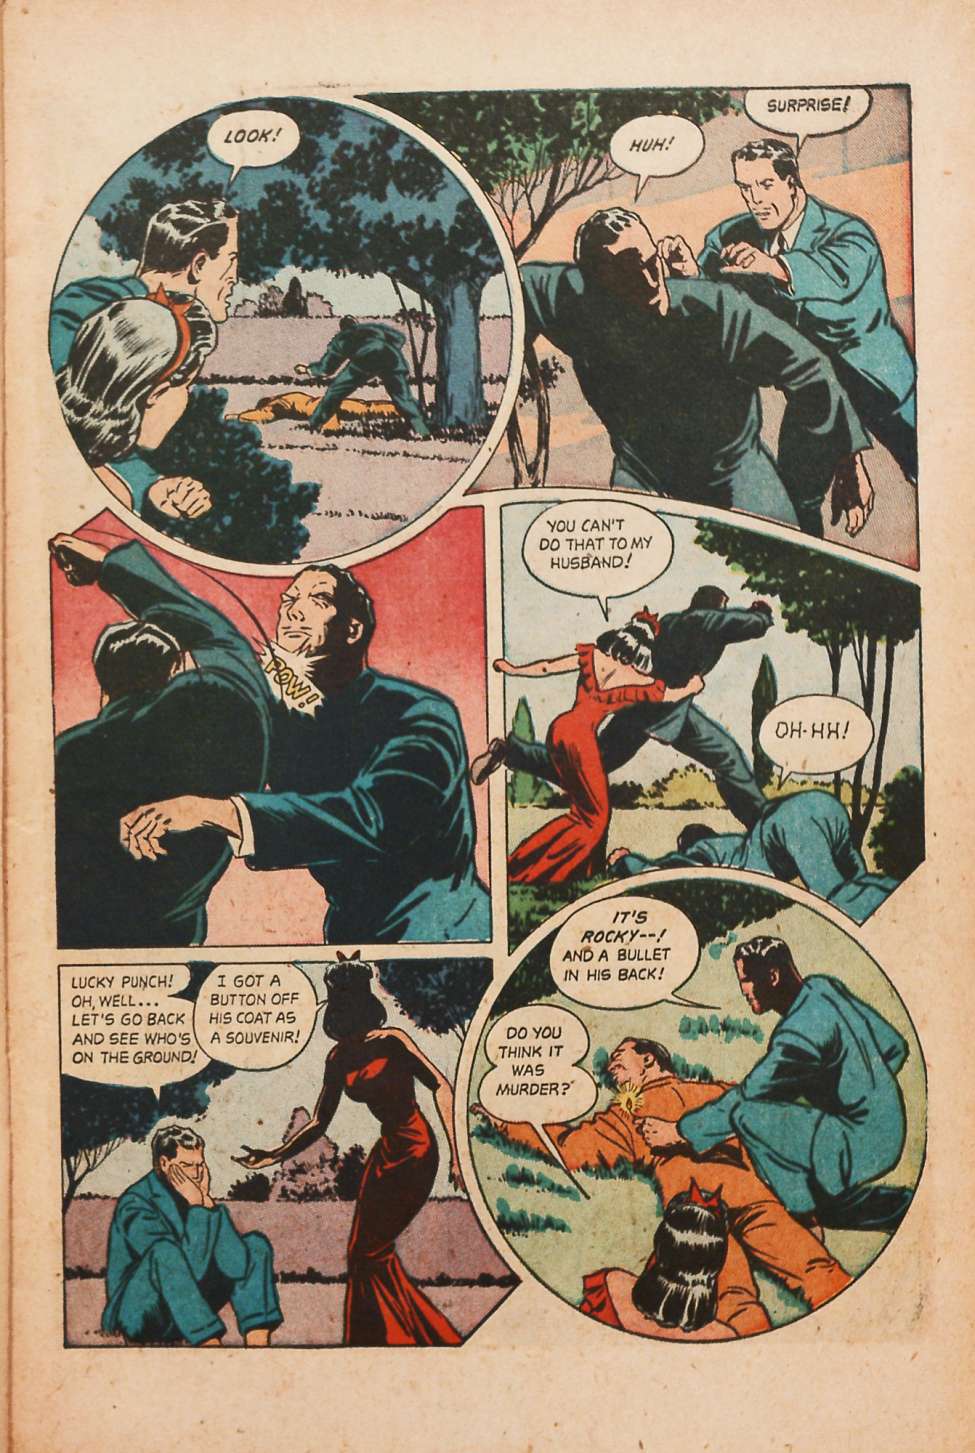 LOOK!
HUH!
SURPRISE!
POW!!
YOU CAN'T
DO THAT TO MY
HUSBAND!
OH-HH!
LUCKY PUNCH!
OH, WELL...
LET'S GO BACK
AND SEE WHO'S
ON THE GROUND!
I GOT A
BUTTON OFF
HIS COAT AS
A SOUVENIR!
IT'S
ROCKY--!
AND A BULLET
IN HIS BACK!
DO YOU
THINK IT
WAS
MURDER?